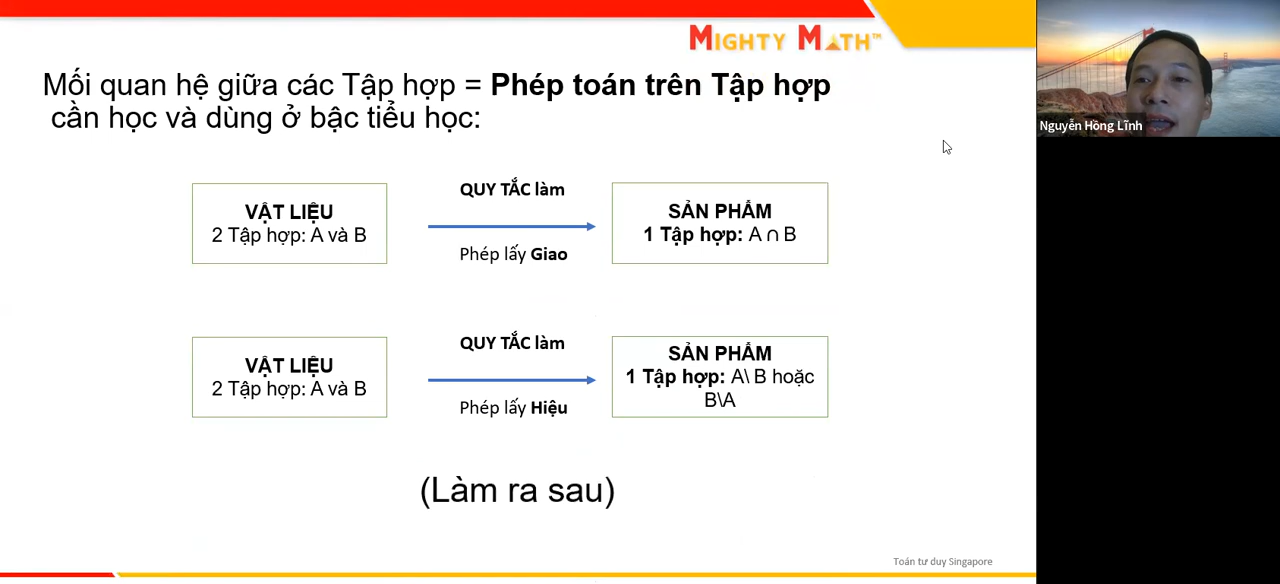 MIGHTY MATH™
Mối quan hệ giữa các Tập hợp = Phép toán trên Tập hợp
cần học và dùng ở bậc tiểu học:
Nguyễn Hồng Lĩnh
VẬT LIỆU
2 Tập hợp: A và B
QUY TẮC làm
Phép lấy Giao
SẢN PHẨM
1 Tập hợp: A ∩ B
VẬT LIỆU
2 Tập hợp: A và B
QUY TẮC làm
Phép lấy Hiệu
SẢN PHẨM
1 Tập hợp: A\ B hoặc
B\A
(Làm ra sau)
Toán tư duy Singapore